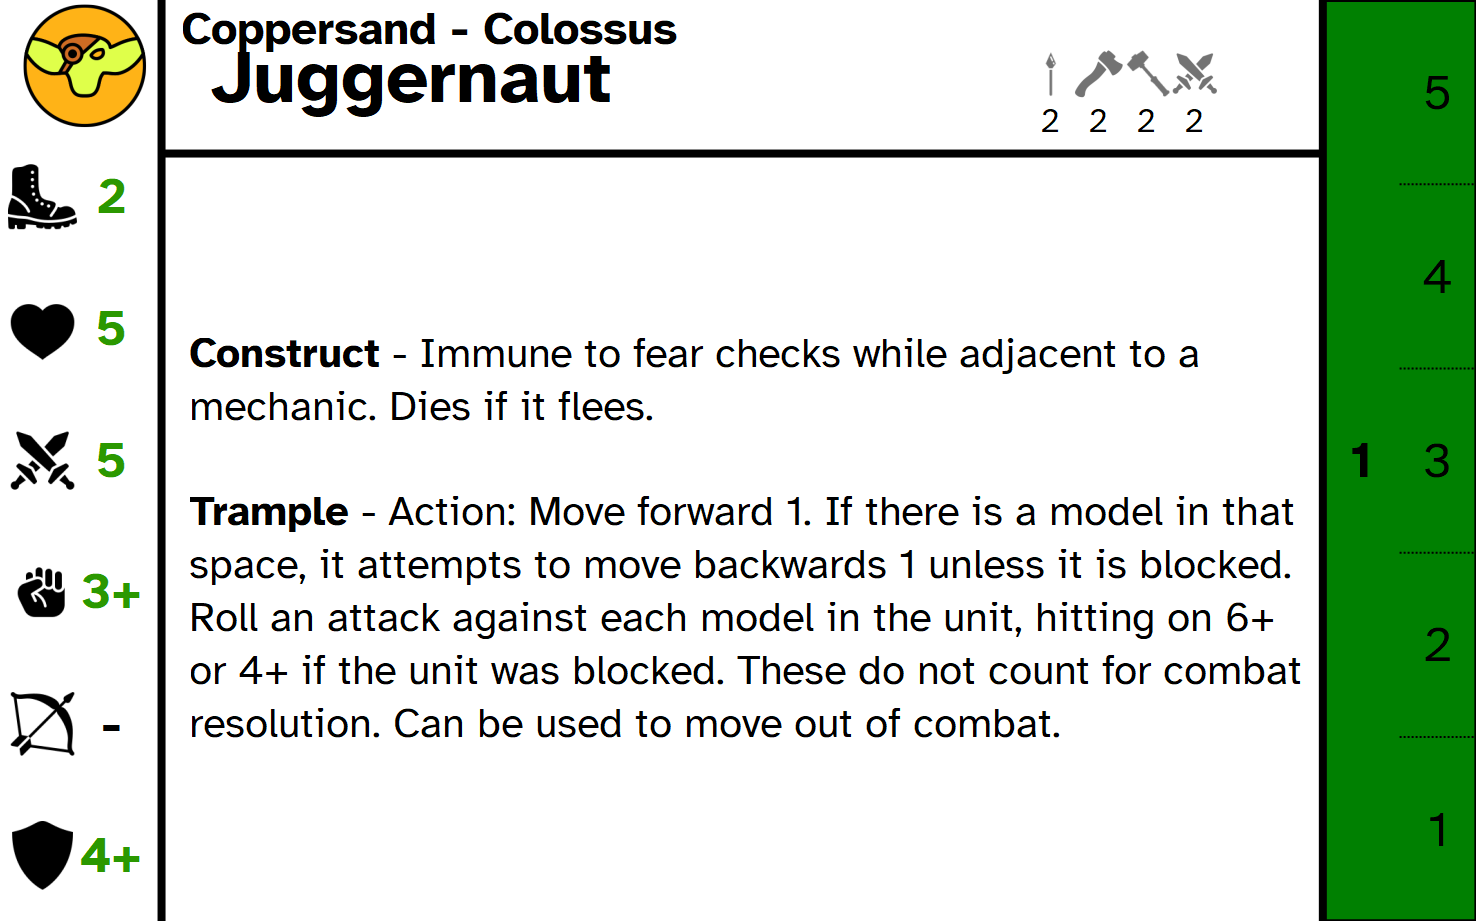 Coppersand - Colossus
Juggernaut
2 2 2 2
2
5
5
3+
-
4+
Construct - Immune to fear checks while adjacent to a
mechanic. Dies if it flees.
Trample - Action: Move forward 1. If there is a model in that
space, it attempts to move backwards 1 unless it is blocked.
Roll an attack against each model in the unit, hitting on 6+
or 4+ if the unit was blocked. These do not count for combat
resolution. Can be used to move out of combat.
5
4
1 3
2
1